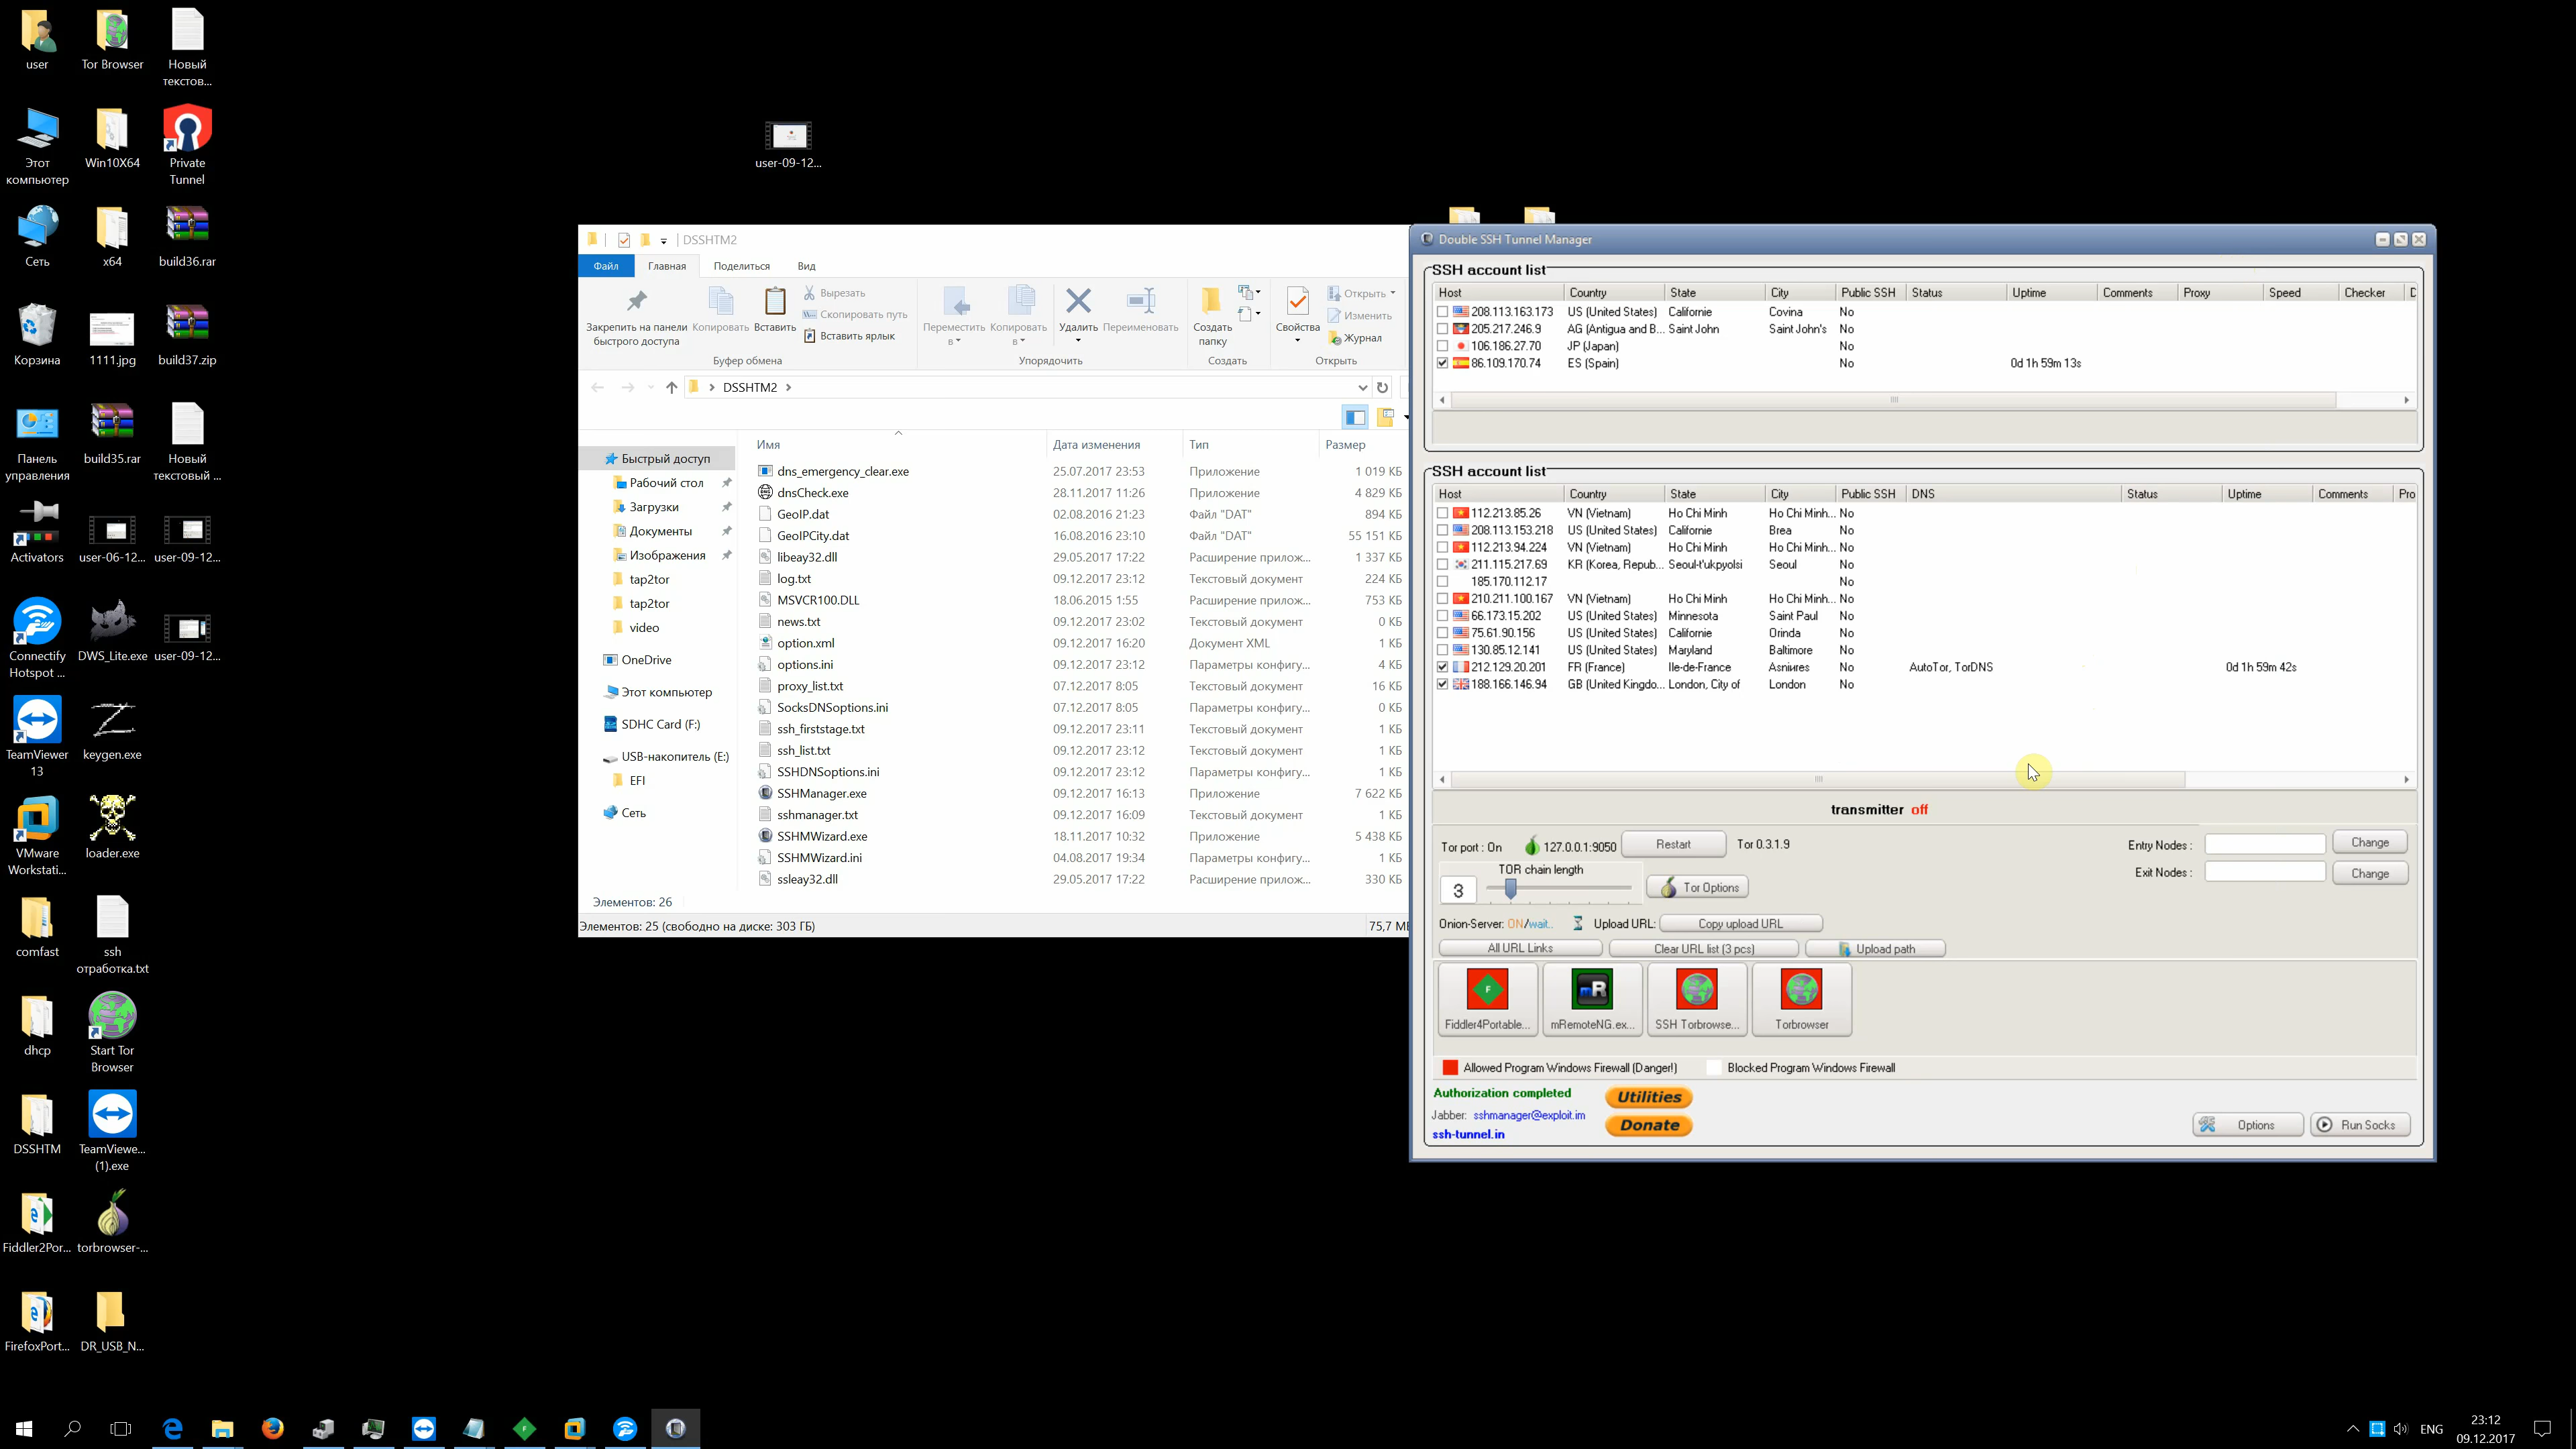 user
Tor Browser
Новый
текстов...
Этот
компьютер
Win10X64
Private
Tunnel
Сеть
x64
build36.rar
Корзина
1111.jpg
build37.zip
Панель
управления
build35.rar
Новый
текстовый ...
Activators
user-06-12...
user-09-12...
Connectify
Hotspot ...
DWS_Lite.exe
user-09-12...
TeamViewer
13
keygen.exe
VMware
Workstati...
loader.exe
comfast
ssh
отработка.txt
dhcp
Start Tor
Browser
DSSHTM
TeamViewe...
(1).exe
Fiddler2Por...
torbrowser-...
FirefoxPort...
DR_USB_N...
user-09-12...
DSSHTM2
Файл Главная Поделиться Вид
Закрепить на панели
быстрого доступа
Копировать
Вставить
Вырезать
Скопировать путь
Вставить ярлык
Буфер обмена
Переместить
в
Копировать
в
Удалить
Переименовать
Упорядочить
Создать
папку
Создать
Свойства
Открыть
Изменить
Журнал
Открыть
DSSHTM2
Быстрый доступ
Рабочий стол
Загрузки
Документы
Изображения
tap2tor
tap2tor
video
OneDrive
Этот компьютер
SDHC Card (F:)
USB-накопитель (E:)
EFI
Сеть
Имя Дата изменения Тип Размер
dns_emergency_clear.exe 25.07.2017 23:53 Приложение 1 019 КБ
dnsCheck.exe 28.11.2017 11:26 Приложение 4 829 КБ
GeoIP.dat 02.08.2016 21:23 Файл "DAT" 894 КБ
GeoIPCity.dat 16.08.2016 23:10 Файл "DAT" 55 151 КБ
libeay32.dll 29.05.2017 17:22 Расширение прилож... 1 337 КБ
log.txt 09.12.2017 23:12 Текстовый документ 224 КБ
MSVCR100.DLL 18.06.2015 1:55 Расширение прилож... 753 КБ
news.txt 09.12.2017 23:02 Текстовый документ 0 КБ
option.xml 09.12.2017 16:20 Документ XML 1 КБ
options.ini 09.12.2017 23:12 Параметры конфигу... 4 КБ
proxy_list.txt 07.12.2017 8:05 Текстовый документ 16 КБ
SocksDNSoptions.ini 07.12.2017 8:05 Параметры конфигу... 0 КБ
ssh_firststage.txt 09.12.2017 23:11 Текстовый документ 1 КБ
ssh_list.txt 09.12.2017 23:12 Текстовый документ 1 КБ
SSHDNSoptions.ini 09.12.2017 23:12 Параметры конфигу... 1 КБ
SSHManager.exe 09.12.2017 16:13 Приложение 7 622 КБ
sshmanager.txt 09.12.2017 16:09 Текстовый документ 1 КБ
SSHMWizard.exe 18.11.2017 10:32 Приложение 5 438 КБ
SSHMWizard.ini 04.08.2017 19:34 Параметры конфигу... 1 КБ
ssleay32.dll 29.05.2017 17:22 Расширение прилож... 330 КБ
Элементов: 26
Элементов: 25 (свободно на диске: 303 ГБ) 75,7 МБ
Double SSH Tunnel Manager
SSH account list
Host Country State City Public SSH Status Uptime Comments Proxy Speed Checker D
208.113.163.173 US (United States) Californie Covina No
205.217.246.9 AG (Antigua and B... Saint John Saint John's No
106.186.27.70 JP (Japan) No
86.109.170.74 ES (Spain) No 0d 1h 59m 13s
SSH account list
Host Country State City Public SSH DNS Status Uptime Comments Pro
112.213.85.26 VN (Vietnam) Ho Chi Minh Ho Chi Minh... No
208.113.153.218 US (United States) Californie Brea No
112.213.94.224 VN (Vietnam) Ho Chi Minh Ho Chi Minh... No
211.115.217.69 KR (Korea, Repub... Seoul-t'ukpyolsi Seoul No
185.170.112.17 No
210.211.100.167 VN (Vietnam) Ho Chi Minh Ho Chi Minh... No
66.173.15.202 US (United States) Minnesota Saint Paul No
75.61.90.156 US (United States) Californie Orinda No
130.85.12.141 US (United States) Maryland Baltimore No
212.129.20.201 FR (France) Ile-de-France Asniиres No AutoTor, TorDNS 0d 1h 59m 42s
188.166.146.94 GB (United Kingdo... London, City of London No
transmitter off
Tor port : On 127.0.0.1:9050 Restart Tor 0.3.1.9
Entry Nodes : Change
TOR chain length
3
Tor Options
Exit Nodes : Change
Onion-Server: ON/wait.. Upload URL: Copy upload URL
All URL Links Clear URL list (3 pcs) Upload path
F
mR
Fiddler4Portable... mRemoteNG.ex... SSH Torbrowse... Torbrowser
Allowed Program Windows Firewall (Danger!) Blocked Program Windows Firewall
Authorization completed
Utilities
Jabber: sshmanager@exploit.im
Donate
ssh-tunnel.in
Options Run Socks
ENG
23:12
09.12.2017